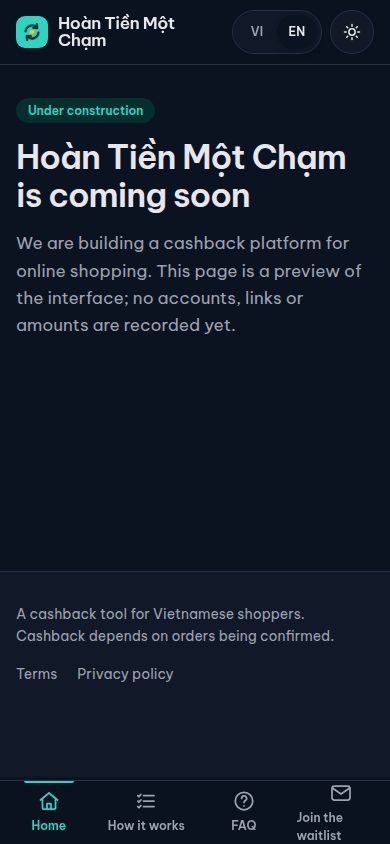 Hoàn Tiền Một
Chạm
VI
EN
Under construction
Hoàn Tiền Một Chạm
is coming soon
We are building a cashback platform for
online shopping. This page is a preview of
the interface; no accounts, links or
amounts are recorded yet.
A cashback tool for Vietnamese shoppers.
Cashback depends on orders being confirmed.
Terms
Privacy policy
Home
How it works
FAQ
Join the
waitlist